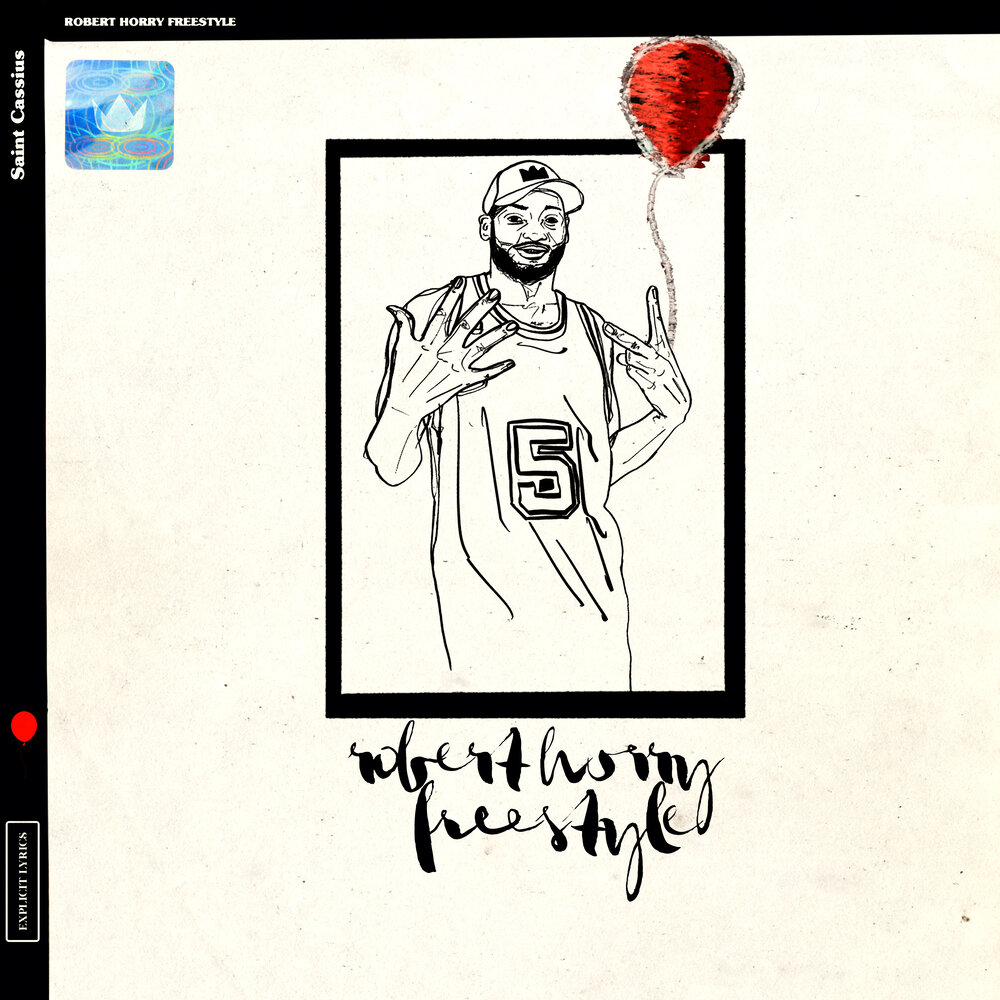 ROBERT HORRY FREESTYLE
Saint Cassius
5
robert horry
freestyle
EXPLICIT LYRICS